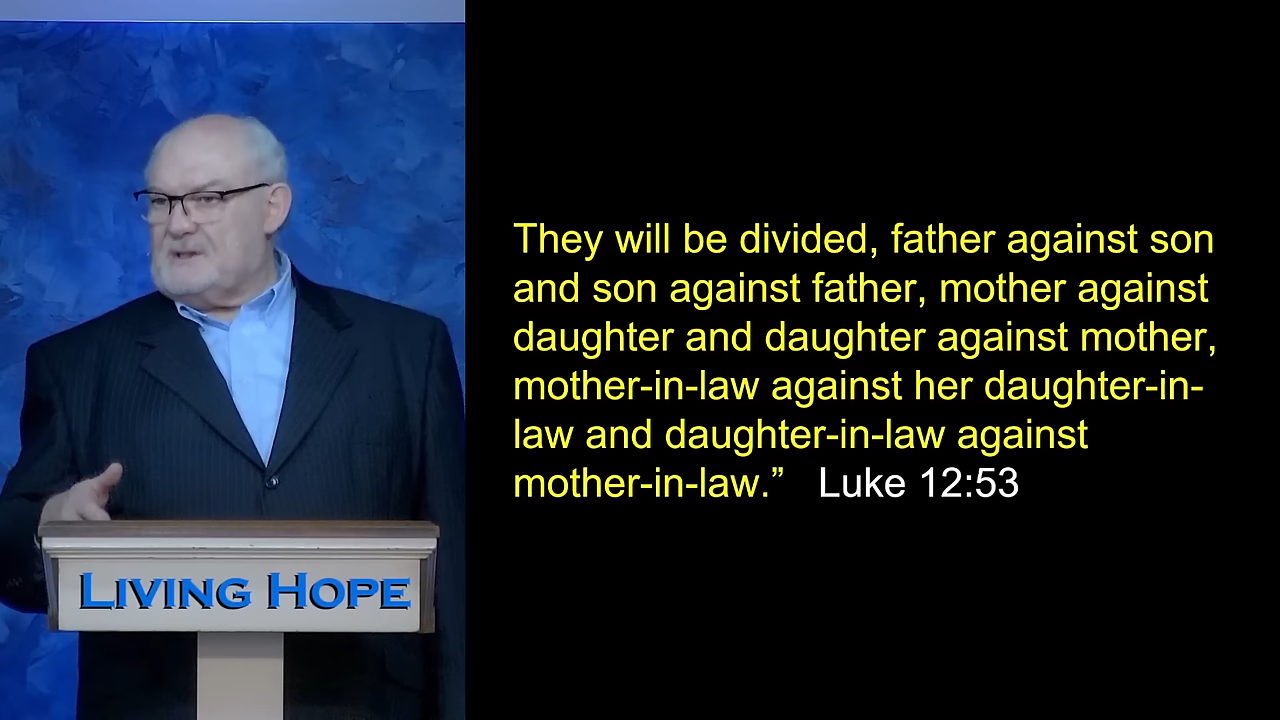 They will be divided, father against son
and son against father, mother against
daughter and daughter against mother,
mother-in-law against her daughter-in-
law and daughter-in-law against
mother-in-law.” Luke 12:53
LIVING HOPE